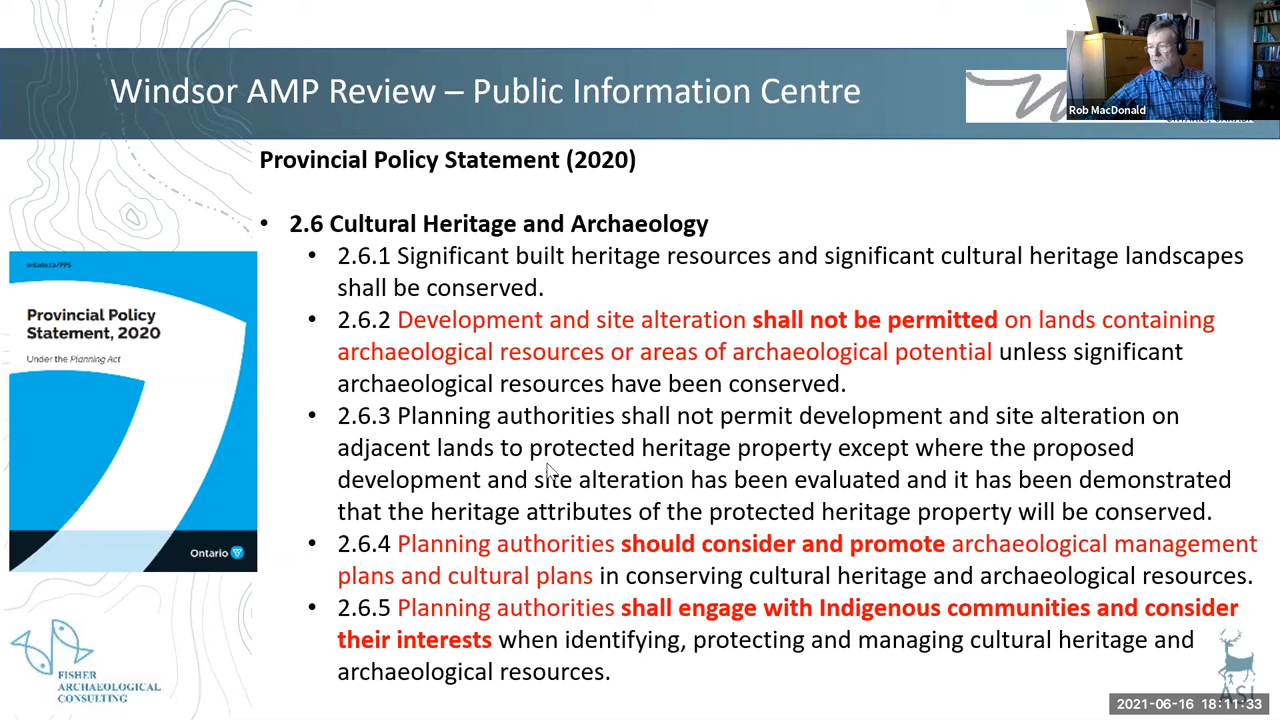 Windsor AMP Review – Public Information Centre
Rob MacDonald
Provincial Policy Statement (2020)
• 2.6 Cultural Heritage and Archaeology
• 2.6.1 Significant built heritage resources and significant cultural heritage landscapes
shall be conserved.
• 2.6.2 Development and site alteration shall not be permitted on lands containing
archaeological resources or areas of archaeological potential unless significant
archaeological resources have been conserved.
• 2.6.3 Planning authorities shall not permit development and site alteration on
adjacent lands to protected heritage property except where the proposed
development and site alteration has been evaluated and it has been demonstrated
that the heritage attributes of the protected heritage property will be conserved.
• 2.6.4 Planning authorities should consider and promote archaeological management
plans and cultural plans in conserving cultural heritage and archaeological resources.
• 2.6.5 Planning authorities shall engage with Indigenous communities and consider
their interests when identifying, protecting and managing cultural heritage and
archaeological resources.
ontario.ca/PPS
Provincial Policy
Statement, 2020
Under the Planning Act
Ontario
FISHER
ARCHAEOLOGICAL
CONSULTING
ASI
2021-06-16 18:11:33